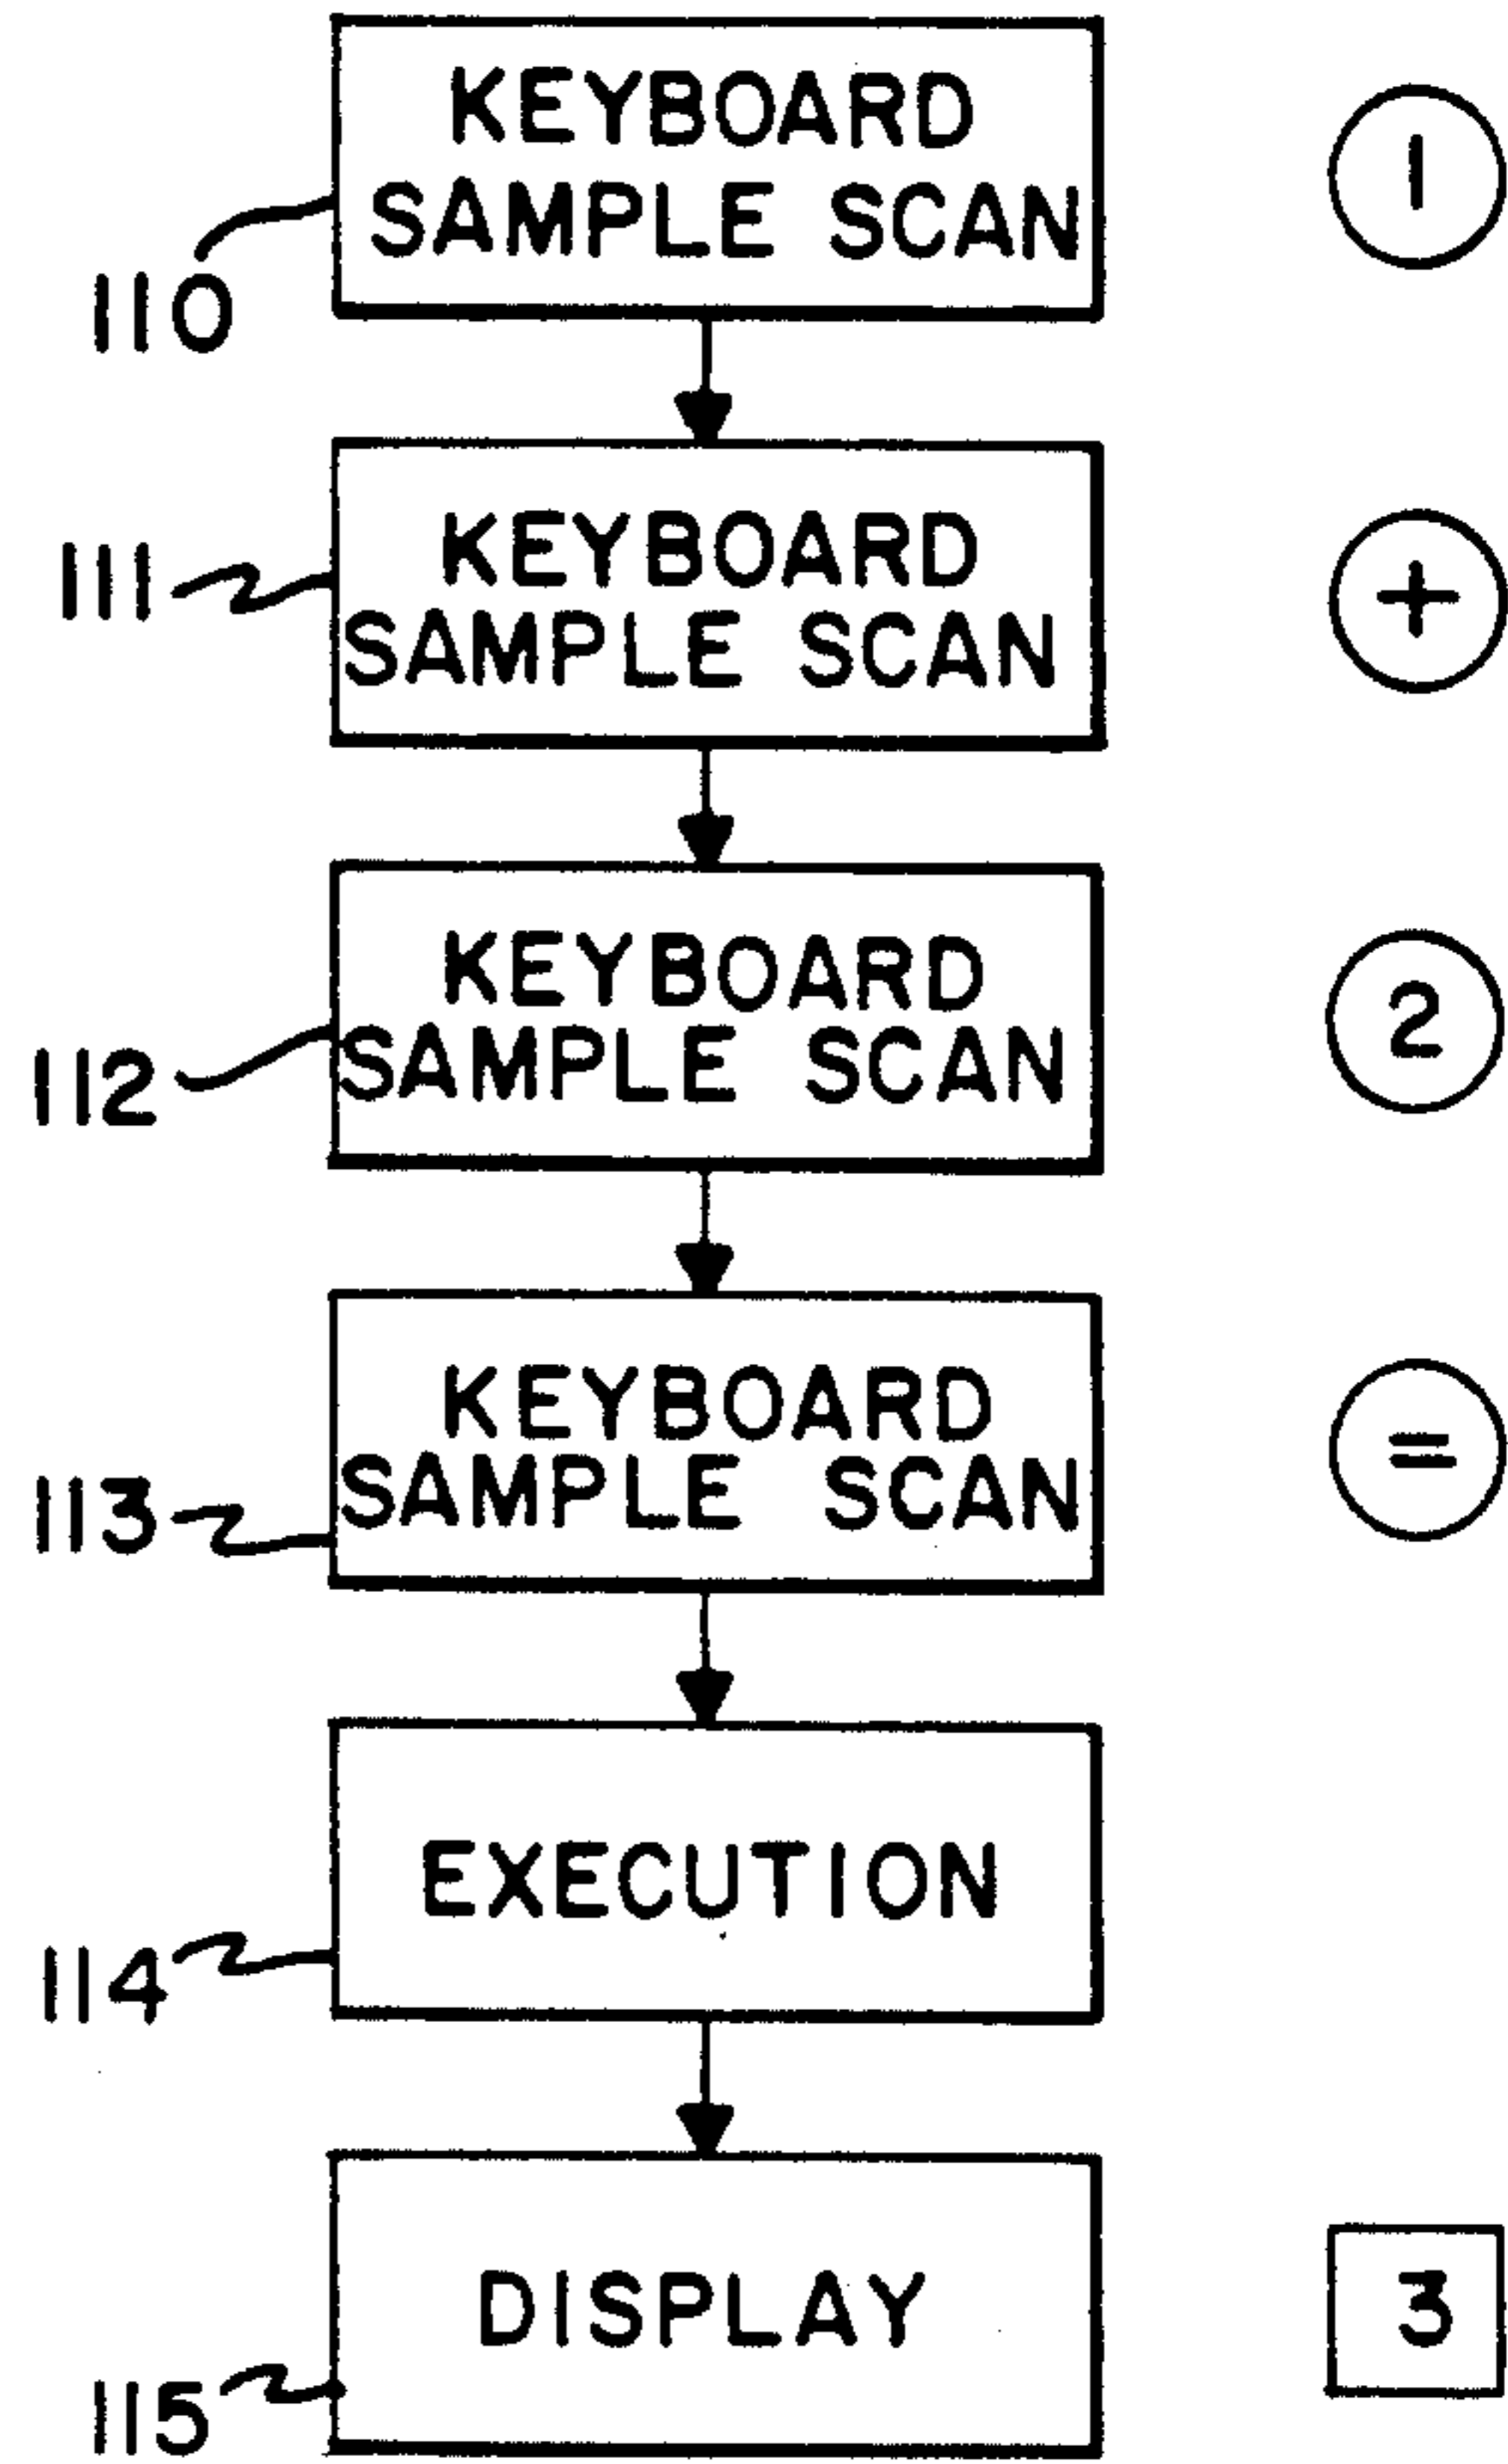 KEYBOARD
SAMPLE SCAN
1
110
KEYBOARD
SAMPLE SCAN
+
111
KEYBOARD
SAMPLE SCAN
2
112
KEYBOARD
SAMPLE SCAN
=
113
EXECUTION
114
DISPLAY
3
115